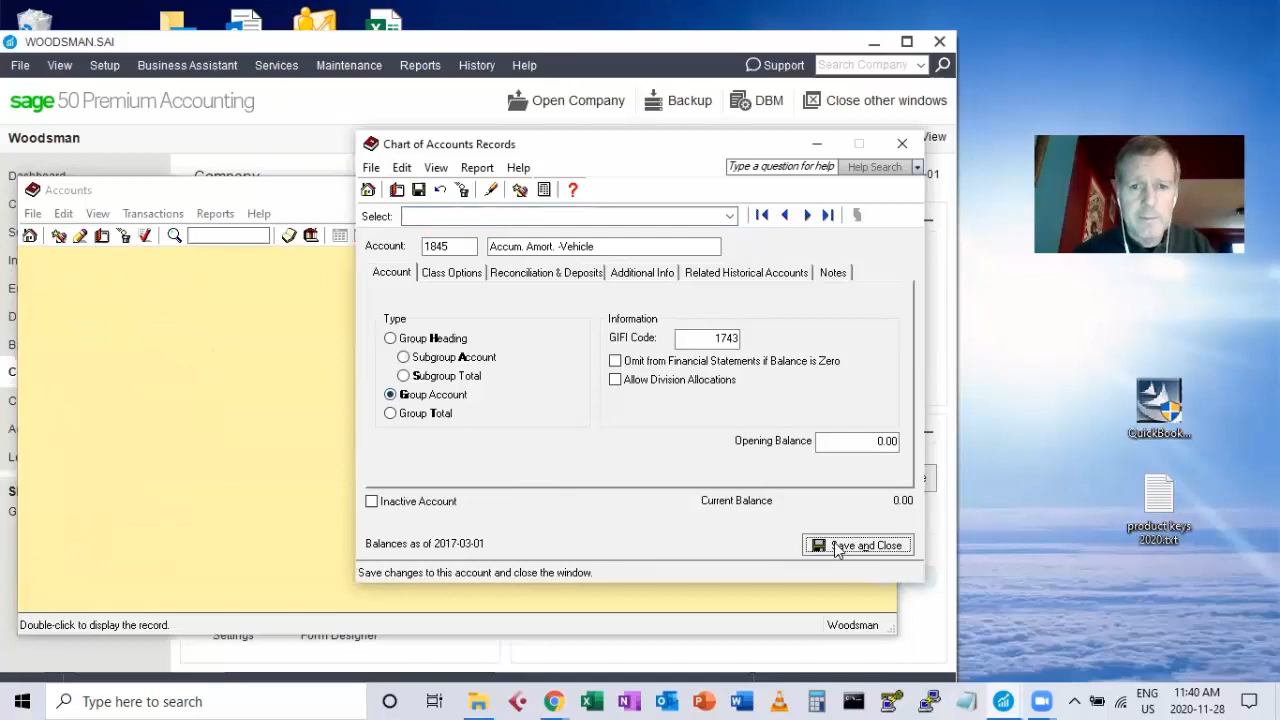 WOODSMAN.SAI
File View Setup Business Assistant Services Maintenance Reports History Help
Support Search Company
sage 50 Premium Accounting
Open Company Backup DBM Close other windows
Woodsman
View
Dashboard
Company
01
Accounts
File Edit View Transactions Reports Help
Chart of Accounts Records
File Edit View Report Help
Type a question for help Help Search
Select:
Account: 1845 Accum. Amort. -Vehicle
Account Class Options Reconciliation & Deposits Additional Info Related Historical Accounts Notes
Type
Group Heading
Subgroup Account
Subgroup Total
Group Account
Group Total
Information
GIFI Code: 1743
Omit from Financial Statements if Balance is Zero
Allow Division Allocations
Opening Balance 0.00
Inactive Account
Current Balance 0.00
Balances as of 2017-03-01
Save and Close
Save changes to this account and close the window.
Double-click to display the record.
Woodsman
Settings
Form Designer
QuickBook...
product keys
2020.txt
Type here to search
ENG
US
11:40 AM
2020-11-28